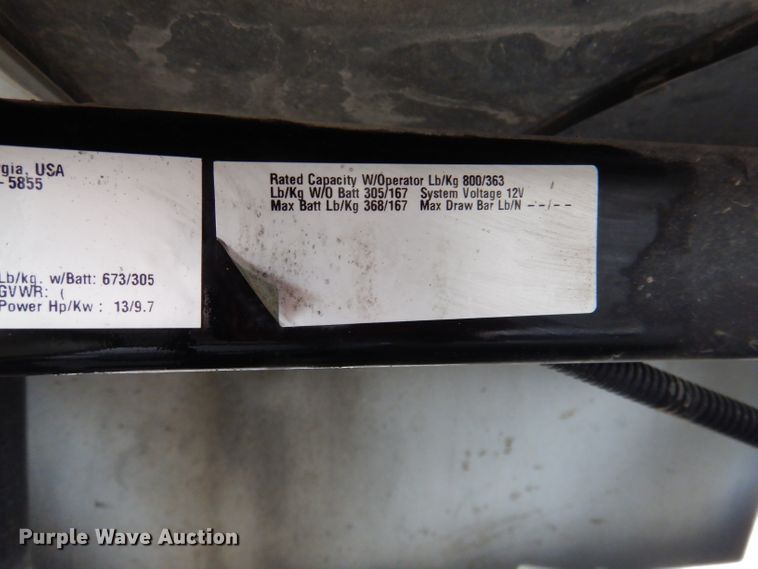 rgia, USA
- 5855
Lb/kg. w/Batt: 673/305
GVWR: (
Power Hp/Kw : 13/9.7
Rated Capacity W/Operator Lb/Kg 800/363
Lb/Kg W/O Batt 305/167 System Voltage 12V
Max Batt Lb/Kg 368/167 Max Draw Bar Lb/N --/--
Purple Wave Auction